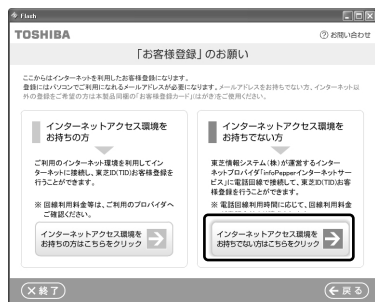 Flash
TOSHIBA
? お問い合わせ
「お客様登録」のお願い
ここからはインターネットを利用したお客様登録になります。
登録にはパソコンでご利用になれるメールアドレスが必要になります。メールアドレスをお持ちでない方、インターネット以
外の登録をご希望の方は本製品同梱の「お客様登録カード」(はがき)をご使用ください。
インターネットアクセス環境を
お持ちの方
ご利用のインターネット環境を利用してイン
ターネットに接続し、東芝ID(TID)お客様登録を
行うことができます。
※ 回線利用料金等は、ご利用のプロバイダへ
ご確認ください。
インターネットアクセス環境を
お持ちの方はこちらをクリック
インターネットアクセス環境を
お持ちでない方
東芝情報システム(株)が運営するインター
ネットプロバイダ「infoPepperインターネットサー
ビス」に電話回線で接続して、東芝ID(TID)お客
様登録を行うことができます。
※ 電話回線利用時間に応じて、回線利用料金
インターネットアクセス環境を
お持ちでない方はこちらをクリック
×終了
←戻る